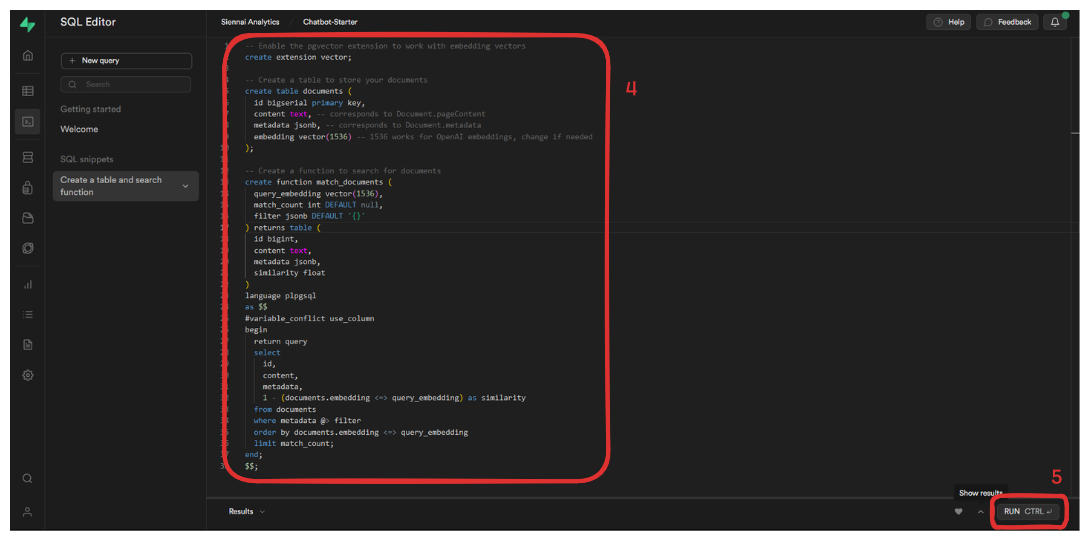 SQL Editor
Siennai Analytics / Chatbot-Starter
Help
Feedback
+ New query
Search
Getting started
Welcome
SQL snippets
Create a table and search
function
-- Enable the pgvector extension to work with embedding vectors
create extension vector;
-- Create a table to store your documents
create table documents (
id bigserial primary key,
content text, -- corresponds to Document.pageContent
metadata jsonb, -- corresponds to Document.metadata
embedding vector(1536) -- 1536 works for OpenAI embeddings, change if needed
);
-- Create a function to search for documents
create function match_documents (
query_embedding vector(1536),
match_count int DEFAULT null,
filter jsonb DEFAULT '{}'
) returns table (
id bigint,
content text,
metadata jsonb,
similarity float
)
language plpgsql
as $$
#variable_conflict use_column
begin
return query
select
id,
content,
metadata,
1 - (documents.embedding <=> query_embedding) as similarity
from documents
where metadata @> filter
order by documents.embedding <=> query_embedding
limit match_count;
end;
$$;
4
5
Show results
Results
RUN CTRL ↵